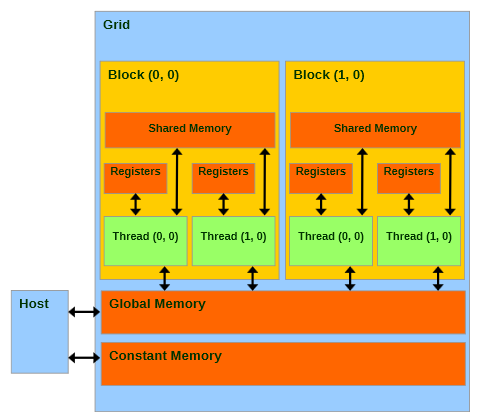 Grid
Block (0, 0)
Block (1, 0)
Shared Memory
Shared Memory
Registers
Registers
Registers
Registers
Thread (0, 0)
Thread (1, 0)
Thread (0, 0)
Thread (1, 0)
Host
Global Memory
Constant Memory